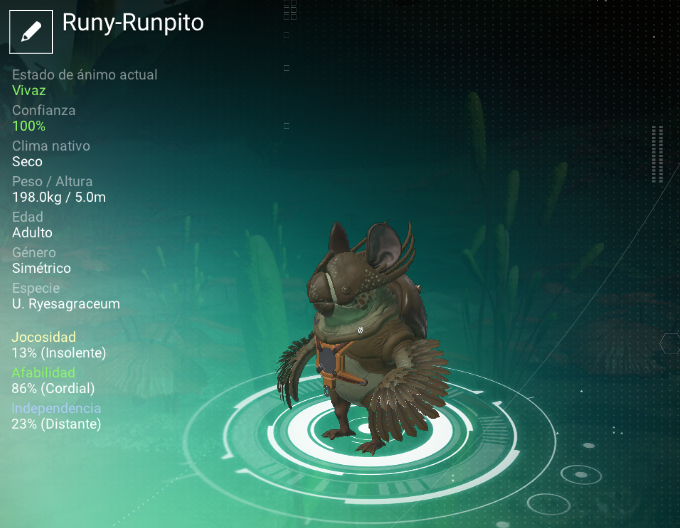 Runy-Runpito
Estado de ánimo actual
Vivaz
Confianza
100%
Clima nativo
Seco
Peso / Altura
198.0kg / 5.0m
Edad
Adulto
Género
Simétrico
Especie
U. Ryesagraceum
Jocosidad
13% (Insolente)
Afabilidad
86% (Cordial)
Independencia
23% (Distante)